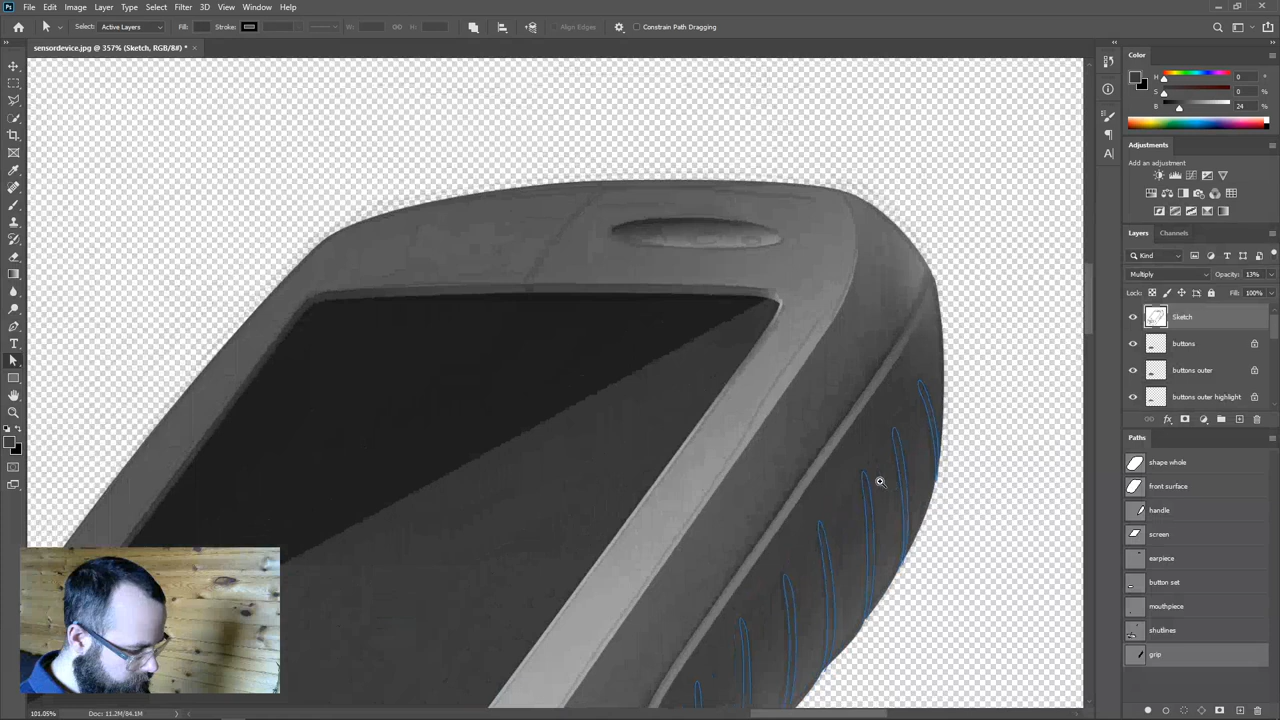 File Edit Image Layer Type Select Filter 3D View Window Help
Select: Active Layers Fill: Stroke: W: H: Align Edges Constrain Path Dragging
sensordevice.jpg @ 357% (Sketch, RGB/8#) *
Color
H 0 °
S 0 %
B 24 %
Adjustments
Add an adjustment
Layers Channels
Kind
Multiply Opacity: 13%
Lock: Fill: 100%
Sketch
buttons
buttons outer
buttons outer highlight
Paths
shape whole
front surface
handle
screen
earpiece
button set
mouthpiece
shutlines
grip
101.05% Doc: 11.2M/84.1M